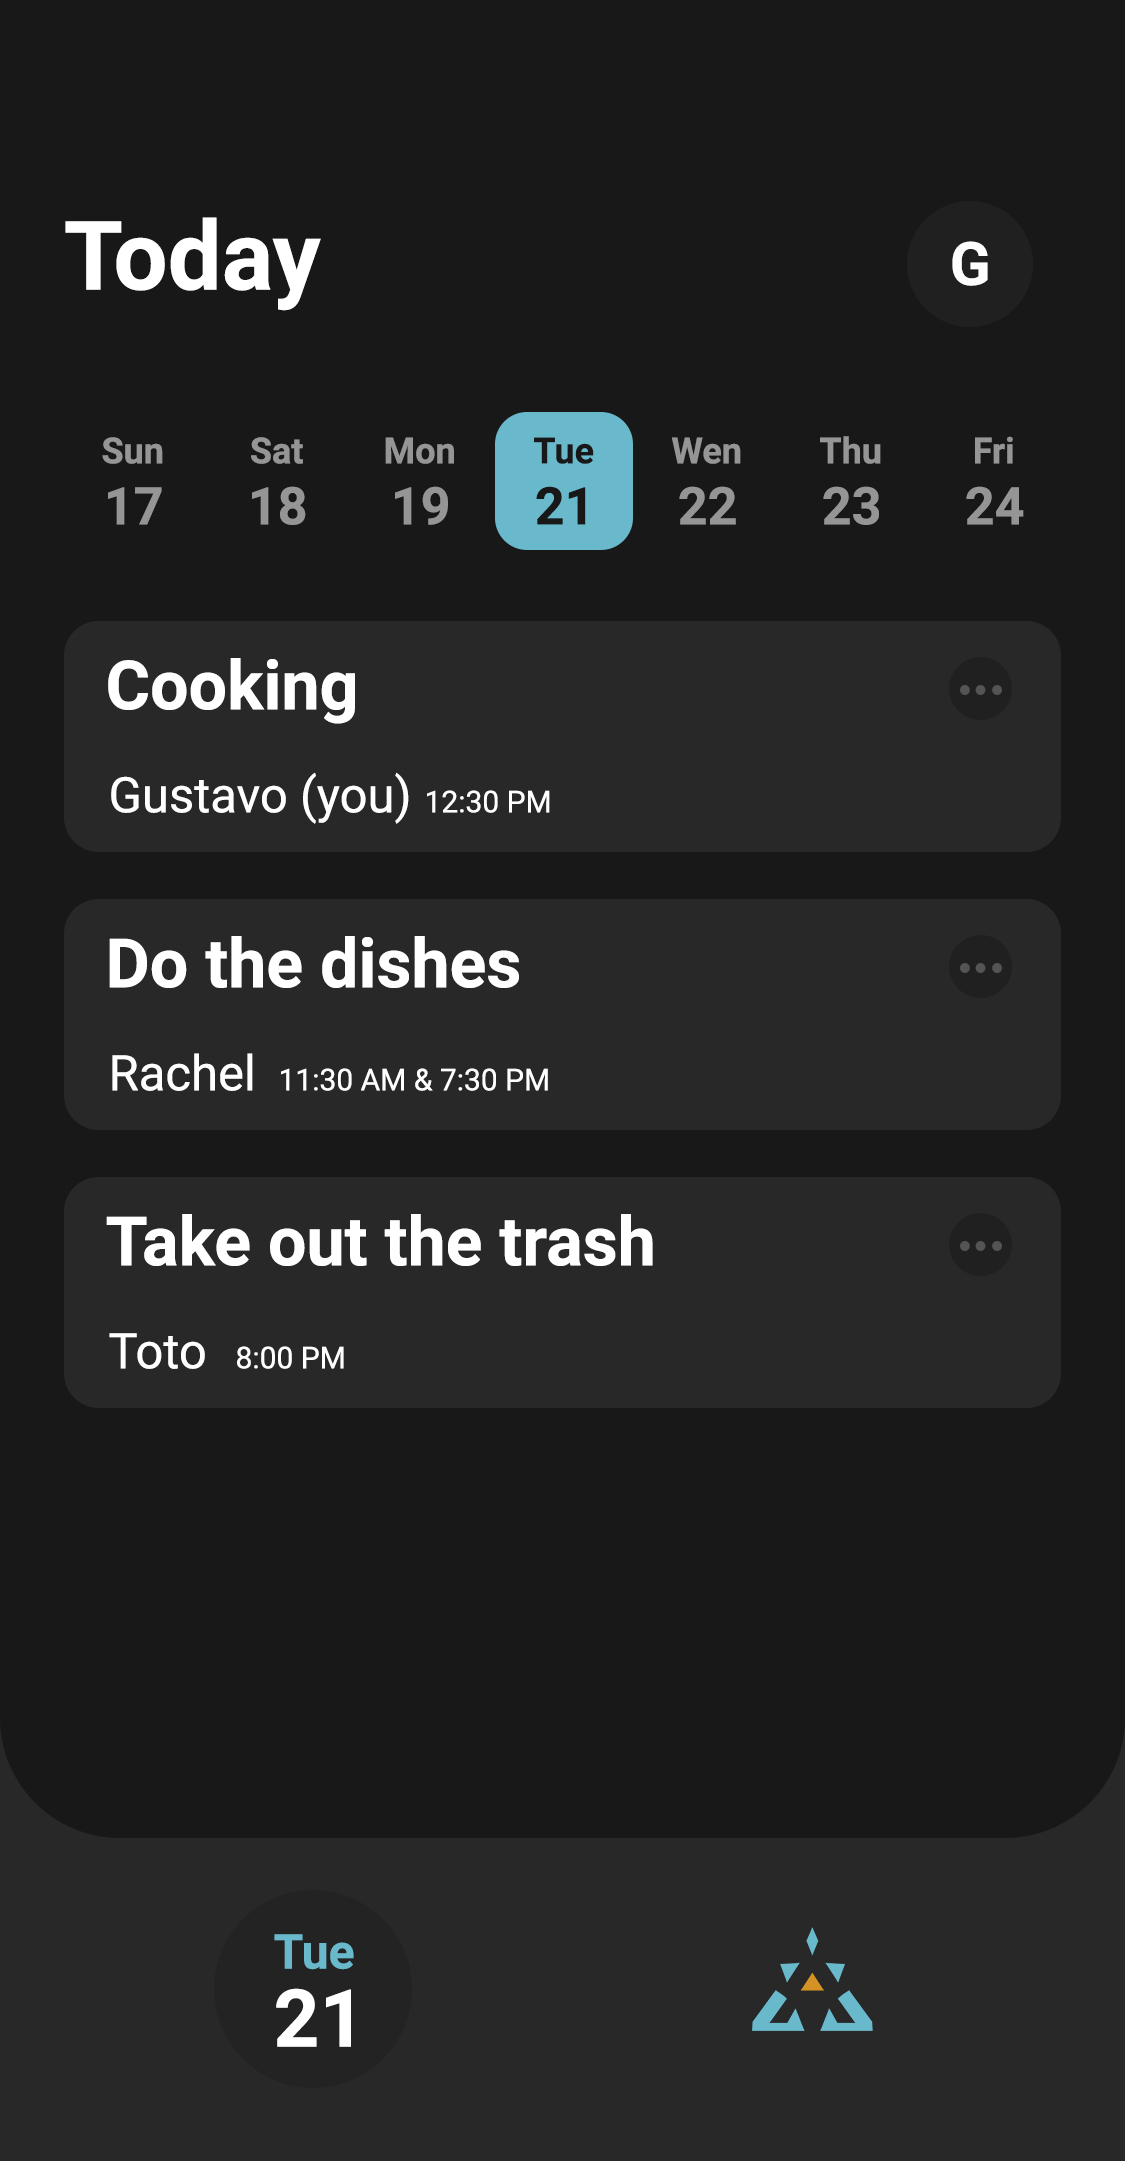 Today
G
Sun Sat Mon Tue Wen Thu Fri
17 18 19 21 22 23 24
Cooking
Gustavo (you) 12:30 PM
Do the dishes
Rachel 11:30 AM & 7:30 PM
Take out the trash
Toto 8:00 PM
Tue
21